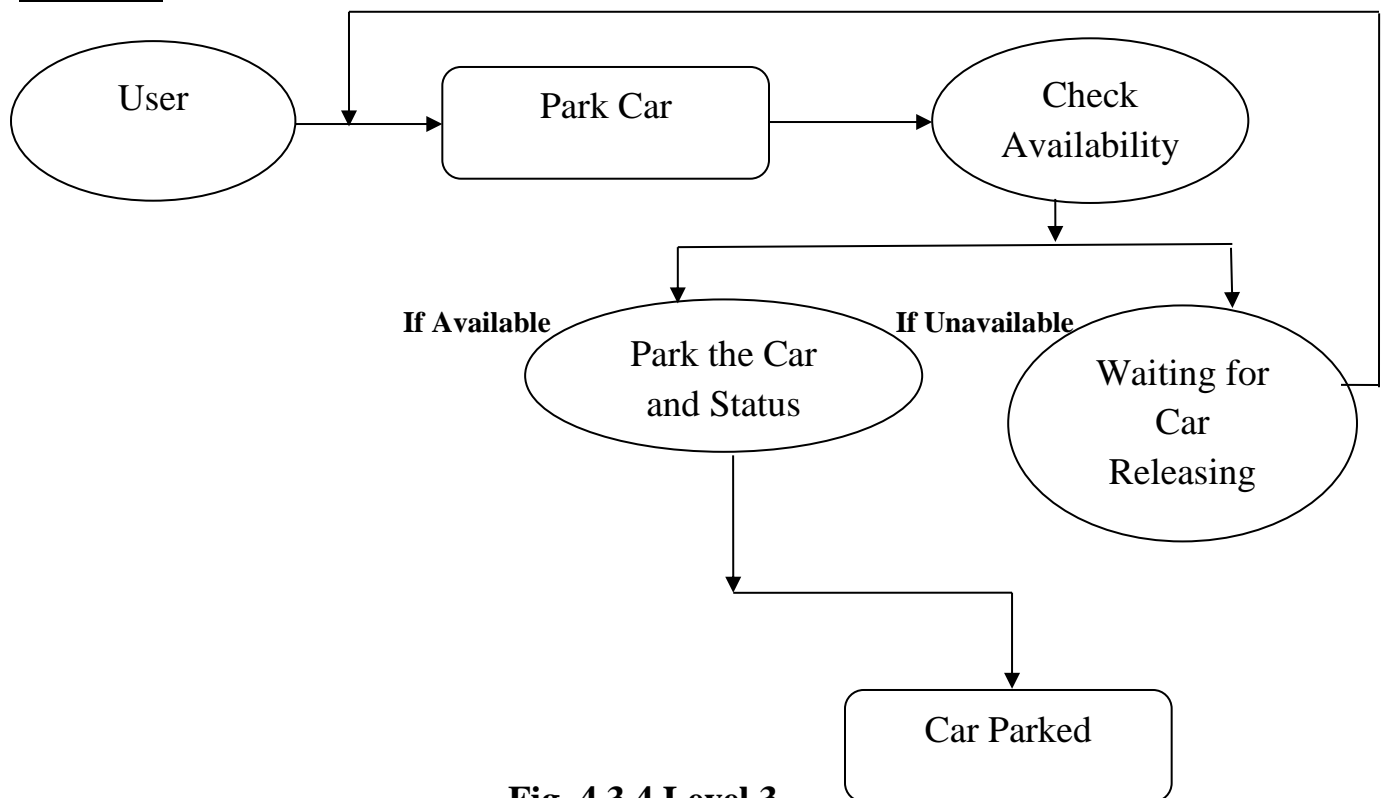 User
Park Car
Check
Availability
If Available
If Unavailable
Park the Car
and Status
Waiting for
Car
Releasing
Car Parked
Fig. 4.3.4 Level 3